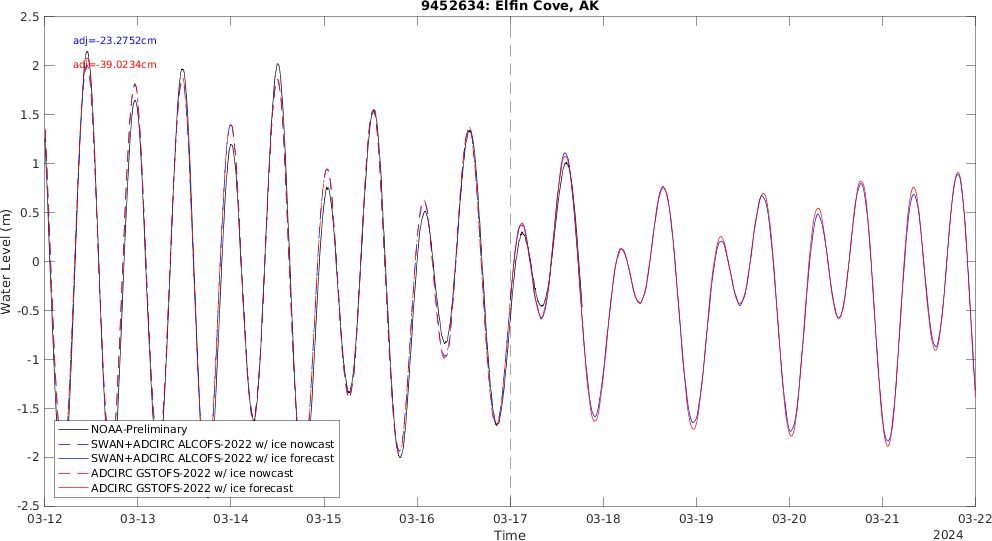 9452634: Elfin Cove, AK
adj=-23.2752cm
adj=-39.0234cm
Water Level (m)
2.5
2
1.5
1
0.5
0
-0.5
-1
-1.5
-2
-2.5
NOAA-Preliminary
SWAN+ADCIRC ALCOFS-2022 w/ ice nowcast
SWAN+ADCIRC ALCOFS-2022 w/ ice forecast
ADCIRC GSTOFS-2022 w/ ice nowcast
ADCIRC GSTOFS-2022 w/ ice forecast
03-12 03-13 03-14 03-15 03-16 03-17 03-18 03-19 03-20 03-21 03-22
Time
2024